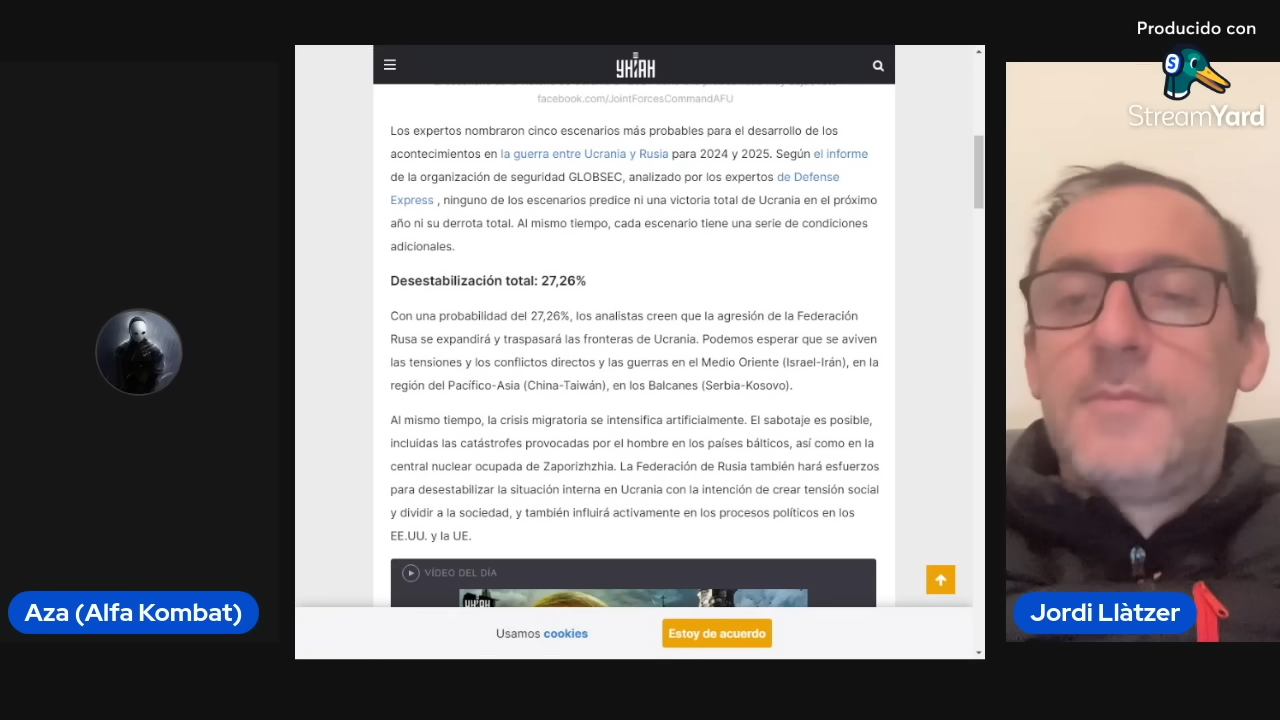 Producido con
StreamYard
УНІАН
facebook.com/JointForcesCommandAFU
Los expertos nombraron cinco escenarios más probables para el desarrollo de los
acontecimientos en la guerra entre Ucrania y Rusia para 2024 y 2025. Según el informe
de la organización de seguridad GLOBSEC, analizado por los expertos de Defense
Express , ninguno de los escenarios predice ni una victoria total de Ucrania en el próximo
año ni su derrota total. Al mismo tiempo, cada escenario tiene una serie de condiciones
adicionales.
Desestabilización total: 27,26%
Con una probabilidad del 27,26%, los analistas creen que la agresión de la Federación
Rusa se expandirá y traspasará las fronteras de Ucrania. Podemos esperar que se aviven
las tensiones y los conflictos directos y las guerras en el Medio Oriente (Israel-Irán), en la
región del Pacífico-Asia (China-Taiwán), en los Balcanes (Serbia-Kosovo).
Al mismo tiempo, la crisis migratoria se intensifica artificialmente. El sabotaje es posible,
incluidas las catástrofes provocadas por el hombre en los países bálticos, así como en la
central nuclear ocupada de Zaporizhzhia. La Federación de Rusia también hará esfuerzos
para desestabilizar la situación interna en Ucrania con la intención de crear tensión social
y dividir a la sociedad, y también influirá activamente en los procesos políticos en los
EE.UU. y la UE.
VÍDEO DEL DÍA
УНІАН
Usamos cookies
Estoy de acuerdo
Aza (Alfa Kombat)
Jordi Llàtzer